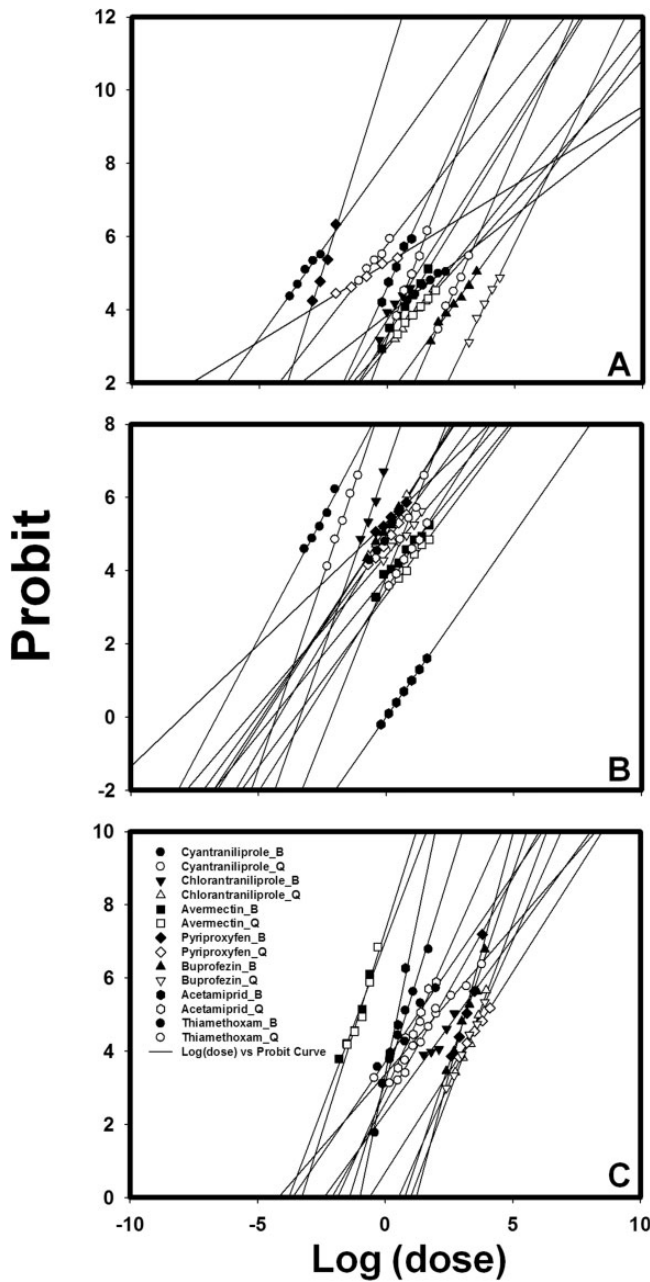 12
10
8
6
4
2
A
8
6
4
2
0
-2
B
Probit
10
8
6
4
2
0
Cyantraniliprole_B
Cyantraniliprole_Q
Chlorantraniliprole_B
Chlorantraniliprole_Q
Avermectin_B
Avermectin_Q
Pyriproxyfen_B
Pyriproxyfen_Q
Buprofezin_B
Buprofezin_Q
Acetamiprid_B
Acetamiprid_Q
Thiamethoxam_B
Thiamethoxam_Q
Log(dose) vs Probit Curve
C
-10 -5 0 5 10
Log (dose)